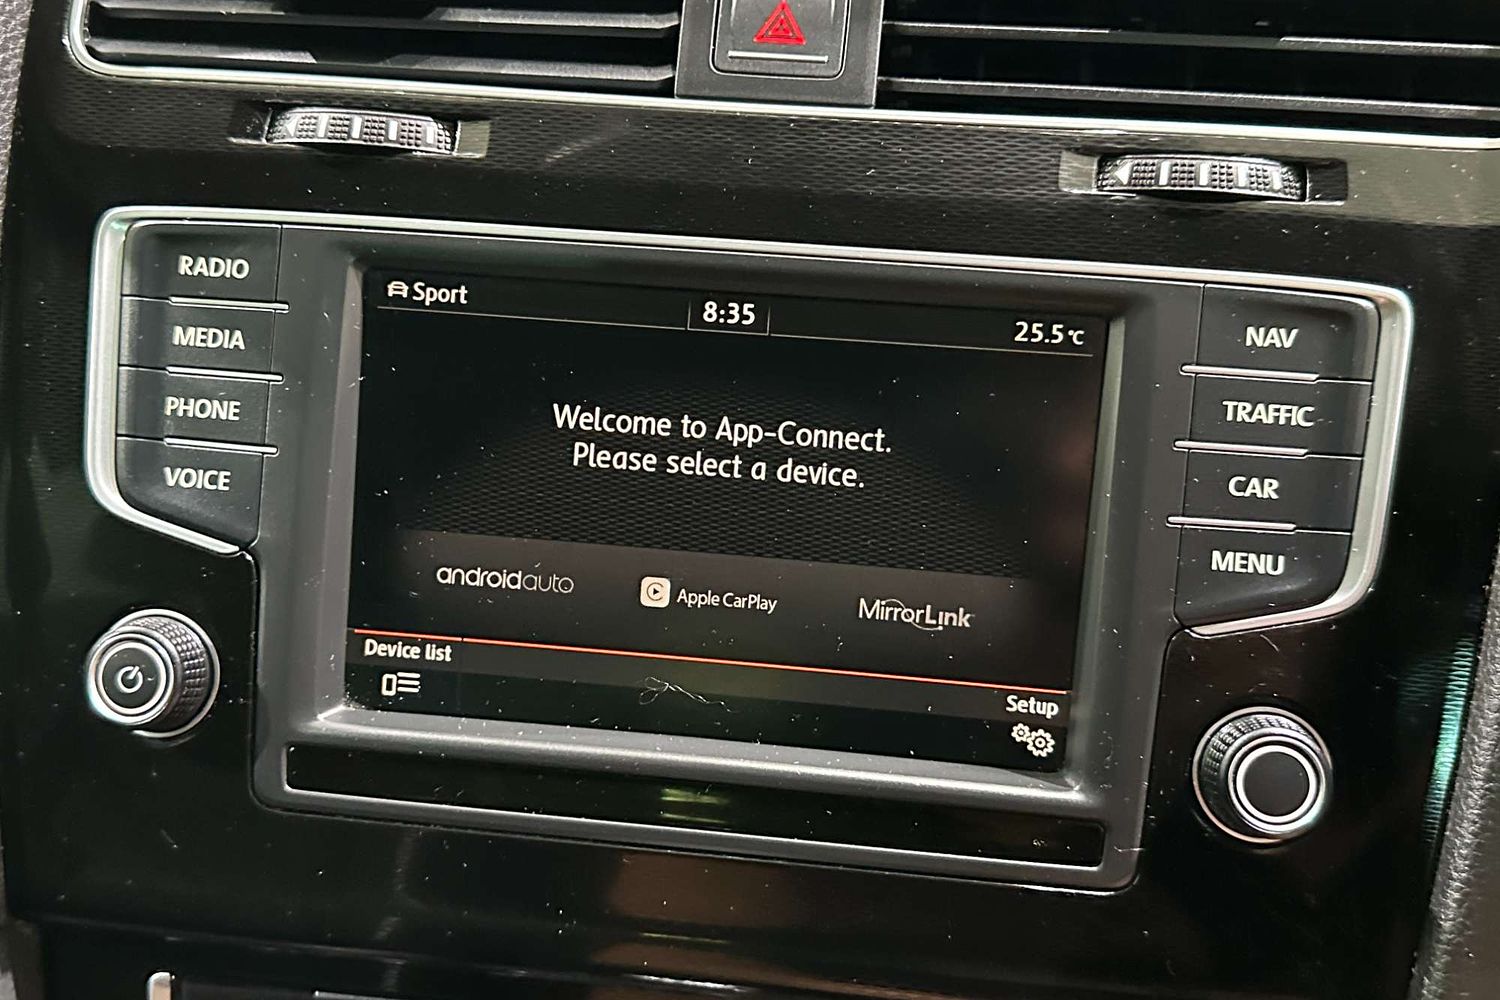 RADIO
MEDIA
PHONE
VOICE
Sport
8:35
25.5°C
Welcome to App-Connect.
Please select a device.
androidauto
Apple CarPlay
MirrorLink
Device list
Setup
NAV
TRAFFIC
CAR
MENU